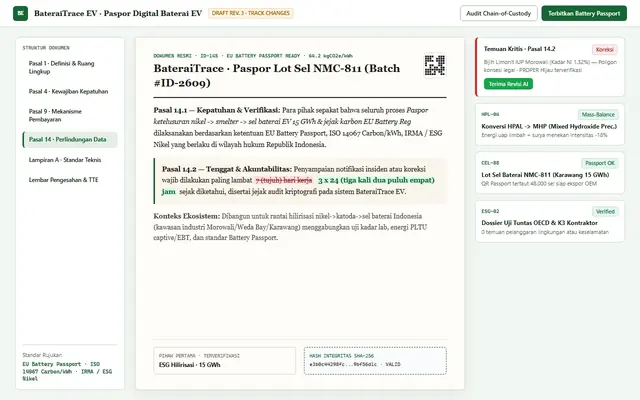 BE BateraiTrace EV · Paspor Digital Baterai EV DRAFT REV. 3 · TRACK CHANGES Audit Chain-of-Custody Terbitkan Battery Passport
STRUKTUR DOKUMEN
Pasal 1 · Definisi & Ruang
Lingkup
Pasal 4 · Kewajiban Kepatuhan
Pasal 9 · Mekanisme
Pembayaran
Pasal 14 · Perlindungan Data
Lampiran A · Standar Teknis
Lembar Pengesahan & TTE
Standar Rujukan
EU Battery Passport · ISO
14067 Carbon/kWh · IRMA / ESG
Nikel
DOKUMEN RESMI · ID-14S · EU BATTERY PASSPORT READY · 64.2 kgCO2e/kWh
BateraiTrace · Paspor Lot Sel NMC-811 (Batch
#ID-2609)
Pasal 14.1 — Kepatuhan & Verifikasi: Para pihak sepakat bahwa seluruh proses Paspor
ketelusuran nikel -> smelter -> sel baterai EV 15 GWh & jejak karbon EU Battery Reg
dilaksanakan berdasarkan ketentuan EU Battery Passport, ISO 14067 Carbon/kWh, IRMA / ESG
Nikel yang berlaku di wilayah hukum Republik Indonesia.
Pasal 14.2 — Tenggat & Akuntabilitas: Penyampaian notifikasi insiden atau koreksi
wajib dilakukan paling lambat 7 (tujuh) hari kerja 3 x 24 (tiga kali dua puluh empat)
jam sejak diketahui, disertai jejak audit kriptografi pada sistem BateraiTrace EV.
Konteks Ekosistem: Dibangun untuk rantai hilirisasi nikel->katoda->sel baterai Indonesia
(kawasan industri Morowali/Weda Bay/Karawang) menggabungkan uji kadar lab, energi PLTU
captive/EBT, dan standar Battery Passport.
PIHAK PERTAMA · TERVERIFIKASI
ESG Hilirisasi · 15 GWh
HASH INTEGRITAS SHA-256
e3b0c44298fc...9bf56d1c · VALID
Temuan Kritis · Pasal 14.2 Koreksi
Bijih Limonit IUP Morowali (Kadar Ni 1.32%) — Poligon
konsesi legal · PROPER Hijau terverifikasi
Terima Revisi AI
HPL-04 Mass-Balance
Konversi HPAL -> MHP (Mixed Hydroxide Prec.)
Energi uap limbah + surya menekan intensitas -18%
CEL-88 Passport OK
Lot Sel Baterai NMC-811 (Karawang 15 GWh)
QR Passport tertaut 48.000 sel siap ekspor OEM
ESG-02 Verified
Dossier Uji Tuntas OECD & K3 Kontraktor
0 temuan pelanggaran lingkungan atau keselamatan